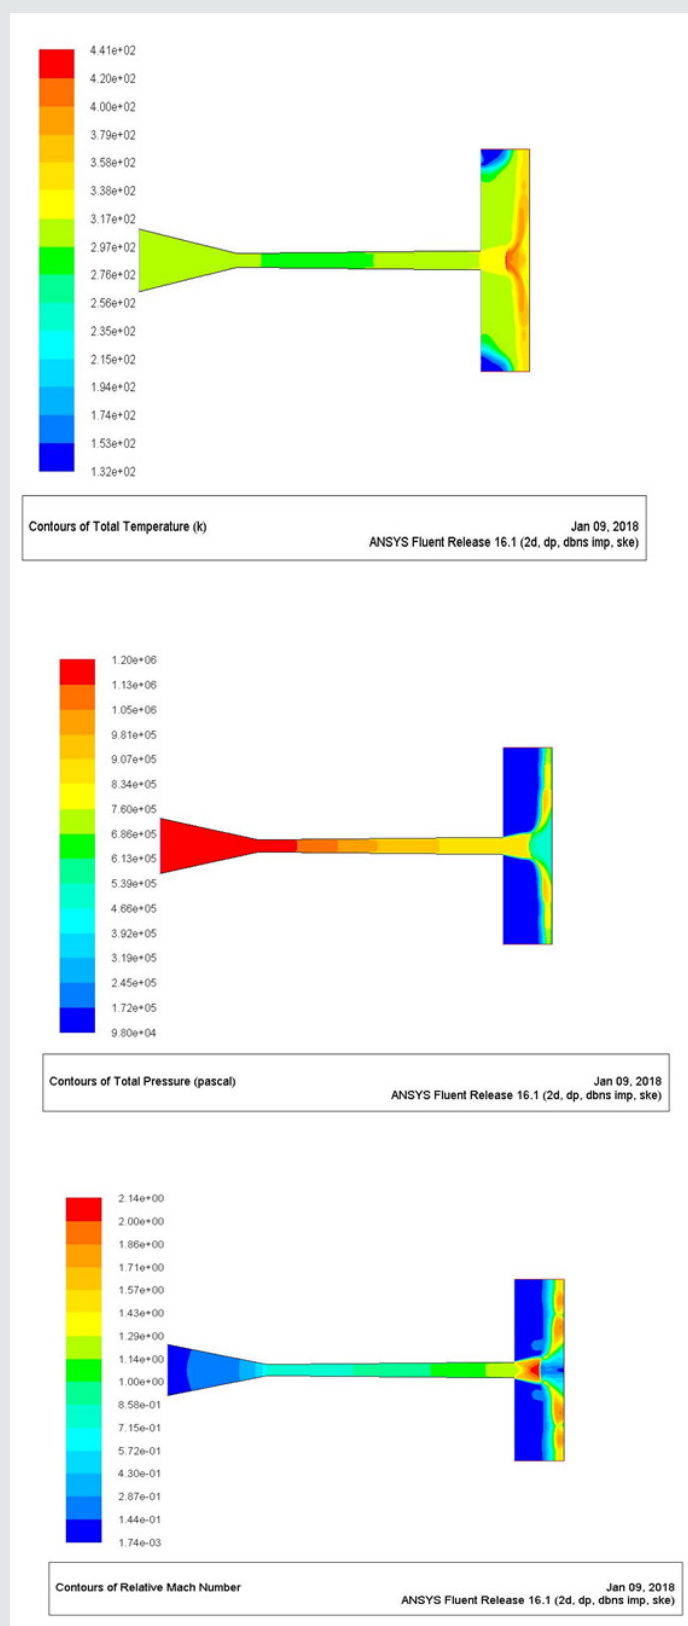 4.41e+02
4.20e+02
4.00e+02
3.79e+02
3.58e+02
3.38e+02
3.17e+02
2.97e+02
2.76e+02
2.56e+02
2.35e+02
2.15e+02
1.94e+02
1.74e+02
1.53e+02
1.32e+02
Contours of Total Temperature (k)
Jan 09, 2018
ANSYS Fluent Release 16.1 (2d, dp, dbns imp, ske)
1.20e+06
1.13e+06
1.05e+06
9.81e+05
9.07e+05
8.34e+05
7.60e+05
6.86e+05
6.13e+05
5.39e+05
4.66e+05
3.92e+05
3.19e+05
2.45e+05
1.72e+05
9.80e+04
Contours of Total Pressure (pascal)
Jan 09, 2018
ANSYS Fluent Release 16.1 (2d, dp, dbns imp, ske)
2.14e+00
2.00e+00
1.86e+00
1.71e+00
1.57e+00
1.43e+00
1.29e+00
1.14e+00
1.00e+00
8.58e-01
7.15e-01
5.72e-01
4.30e-01
2.87e-01
1.44e-01
1.74e-03
Contours of Relative Mach Number
Jan 09, 2018
ANSYS Fluent Release 16.1 (2d, dp, dbns imp, ske)